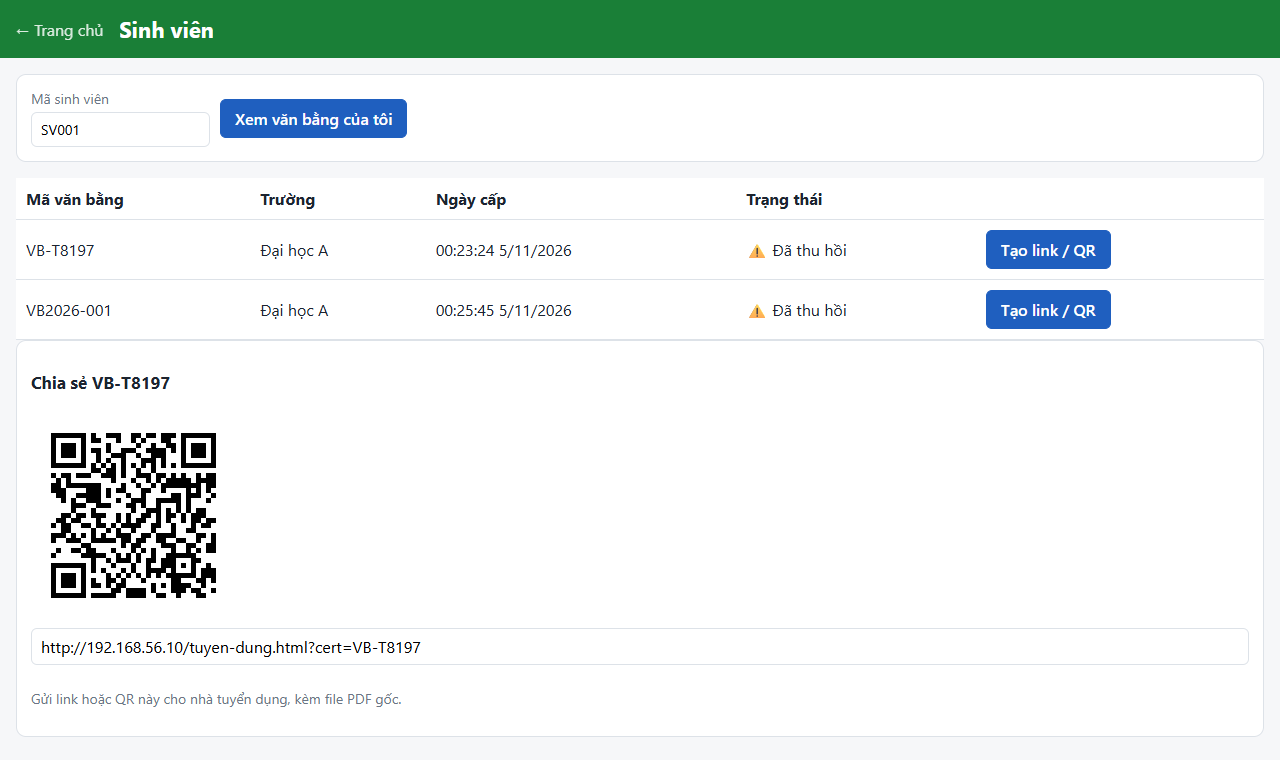 ← Trang chủ Sinh viên
Mã sinh viên
SV001
Xem văn bằng của tôi
Mã văn bằng Trường Ngày cấp Trạng thái
VB-T8197 Đại học A 00:23:24 5/11/2026 ⚠️ Đã thu hồi Tạo link / QR
VB2026-001 Đại học A 00:25:45 5/11/2026 ⚠️ Đã thu hồi Tạo link / QR
Chia sẻ VB-T8197
http://192.168.56.10/tuyen-dung.html?cert=VB-T8197
Gửi link hoặc QR này cho nhà tuyển dụng, kèm file PDF gốc.